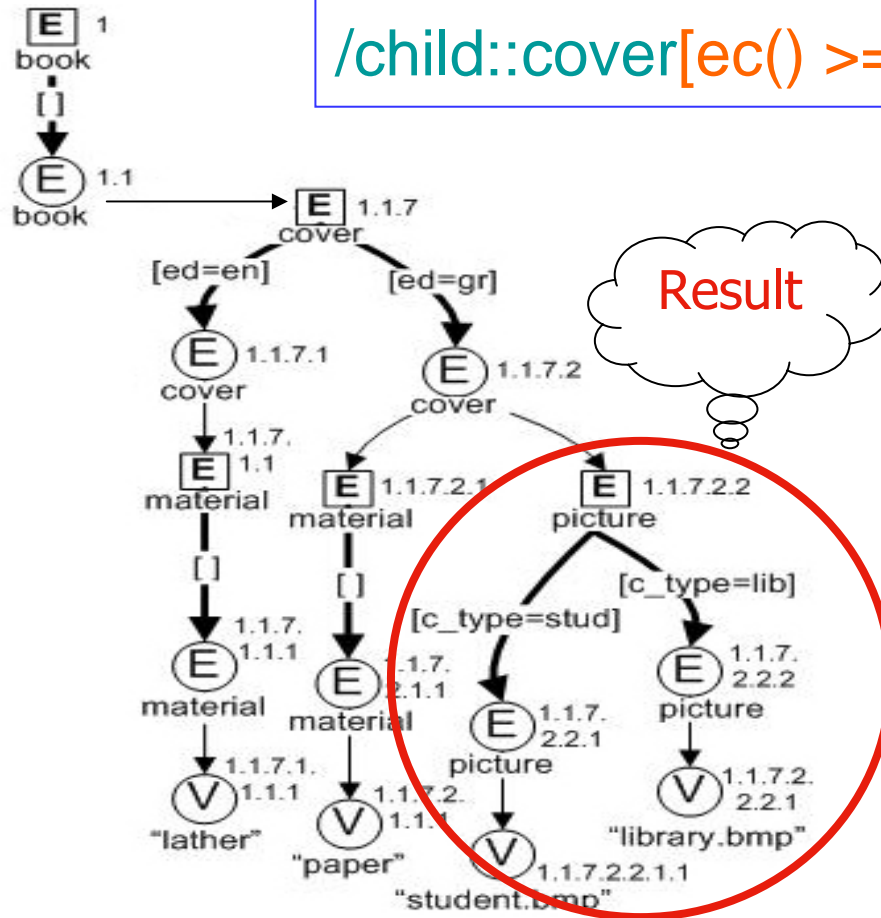 /child::cover[ec() >=
E 1
book
[ ]
E 1.1
book
E 1.1.7
cover
[ed=en]
[ed=gr]
Result
E 1.1.7.1
cover
E 1.1.7.2
cover
1.1.7.
E 1.1
material
E 1.1.7.2.1
material
E 1.1.7.2.2
picture
[ ]
[ ]
[c_type=stud]
[c_type=lib]
1.1.7.
E 1.1.1
material
1.1.7.
E 2.1.1
material
1.1.7.
E 2.2.1
picture
1.1.7.
E 2.2.2
picture
1.1.7.1.
V 1.1.1
“lather”
1.1.7.2.
V 1.1.1
“paper”
V 1.1.7.2.2.1.1
“student.bmp”
1.1.7.2.
V 2.2.1
“library.bmp”